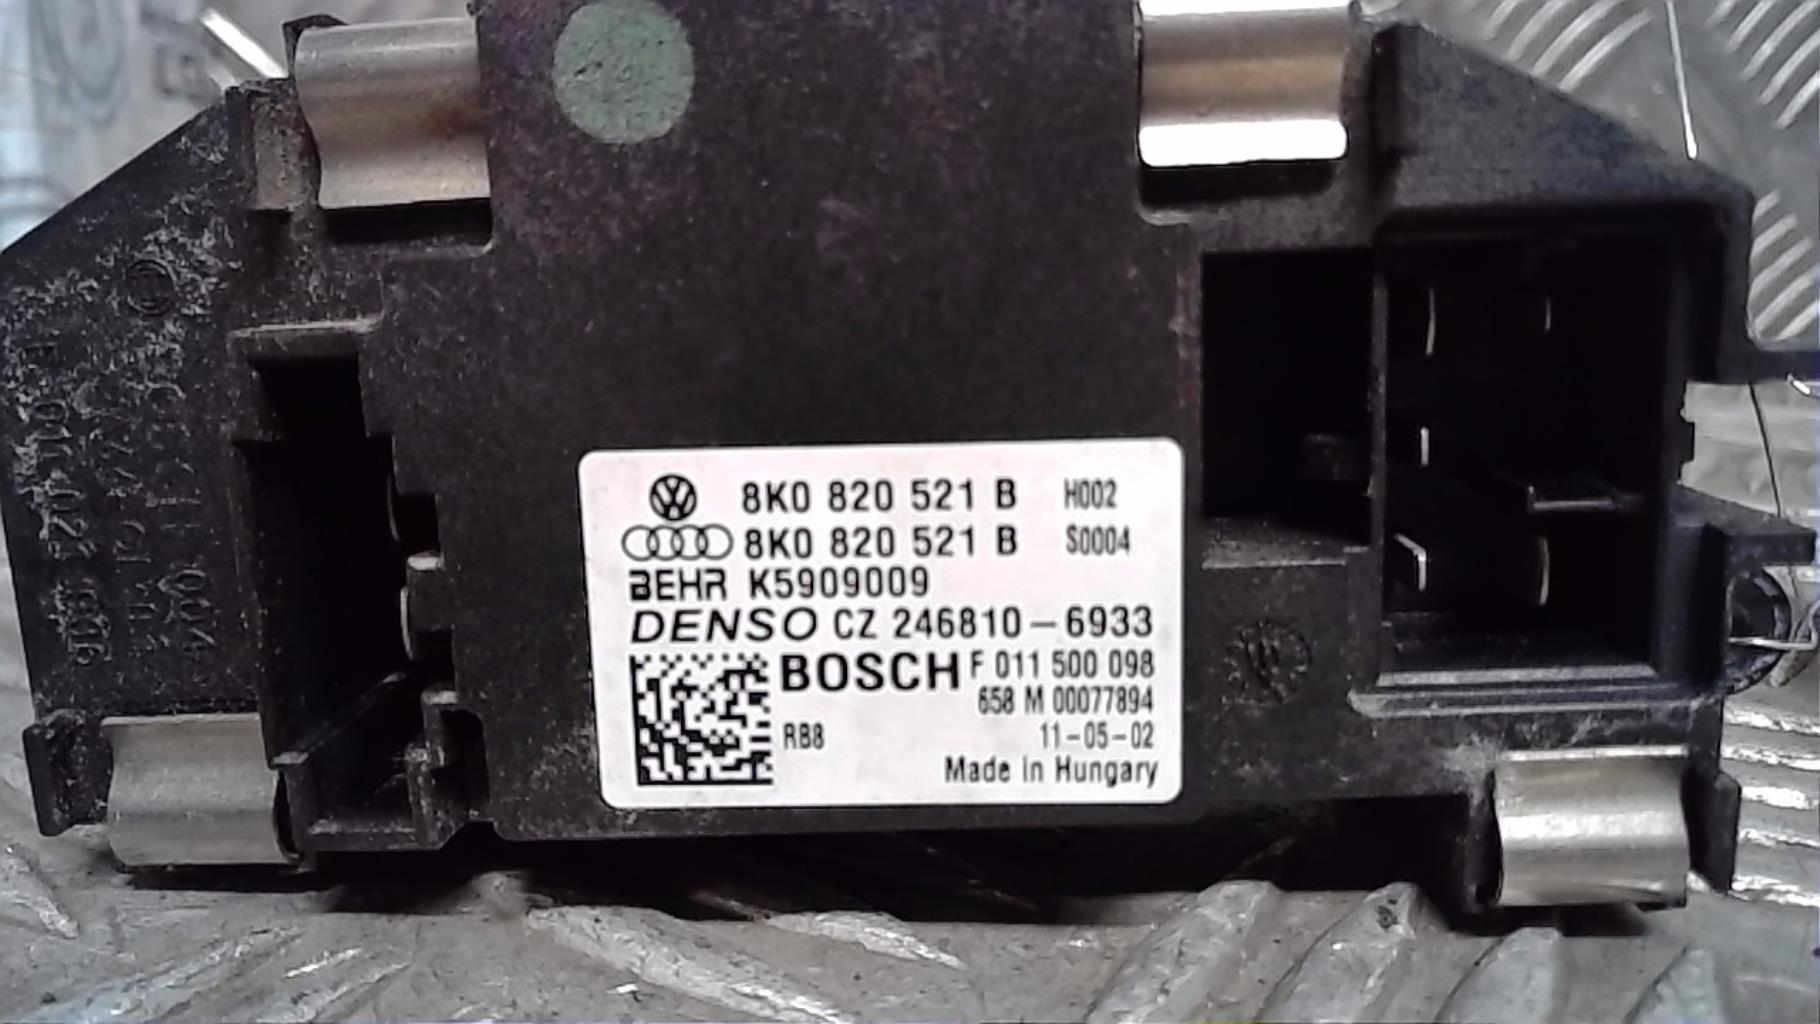 8K0 820 521 B H002
8K0 820 521 B S0004
BEHR K5909009
DENSO CZ 246810-6933
BOSCH F 011 500 098
658 M 00077894
RB8 11-05-02
Made in Hungary